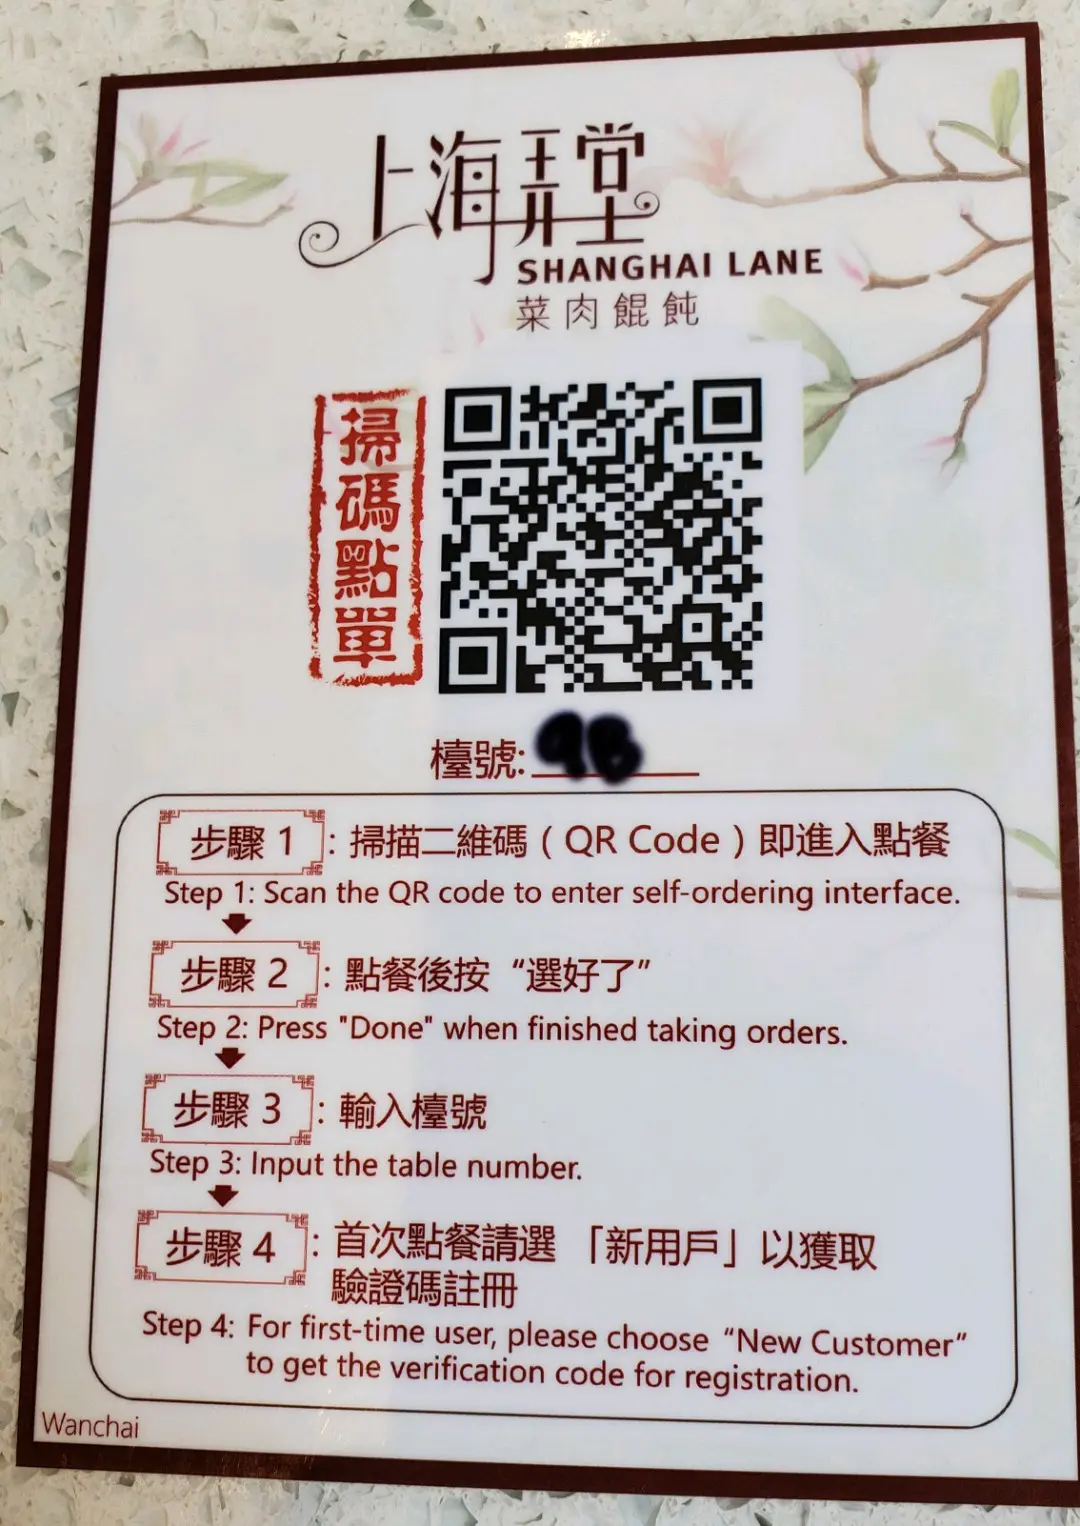 上海弄堂
SHANGHAI LANE
菜肉餛飩
掃碼點單
檯號: 9B
步驟 1 : 掃描二維碼（QR Code）即進入點餐
Step 1: Scan the QR code to enter self-ordering interface.
步驟 2 : 點餐後按“選好了”
Step 2: Press "Done" when finished taking orders.
步驟 3 : 輸入檯號
Step 3: Input the table number.
步驟 4 : 首次點餐請選「新用戶」以獲取
驗證碼註冊
Step 4: For first-time user, please choose “New Customer”
to get the verification code for registration.
Wanchai